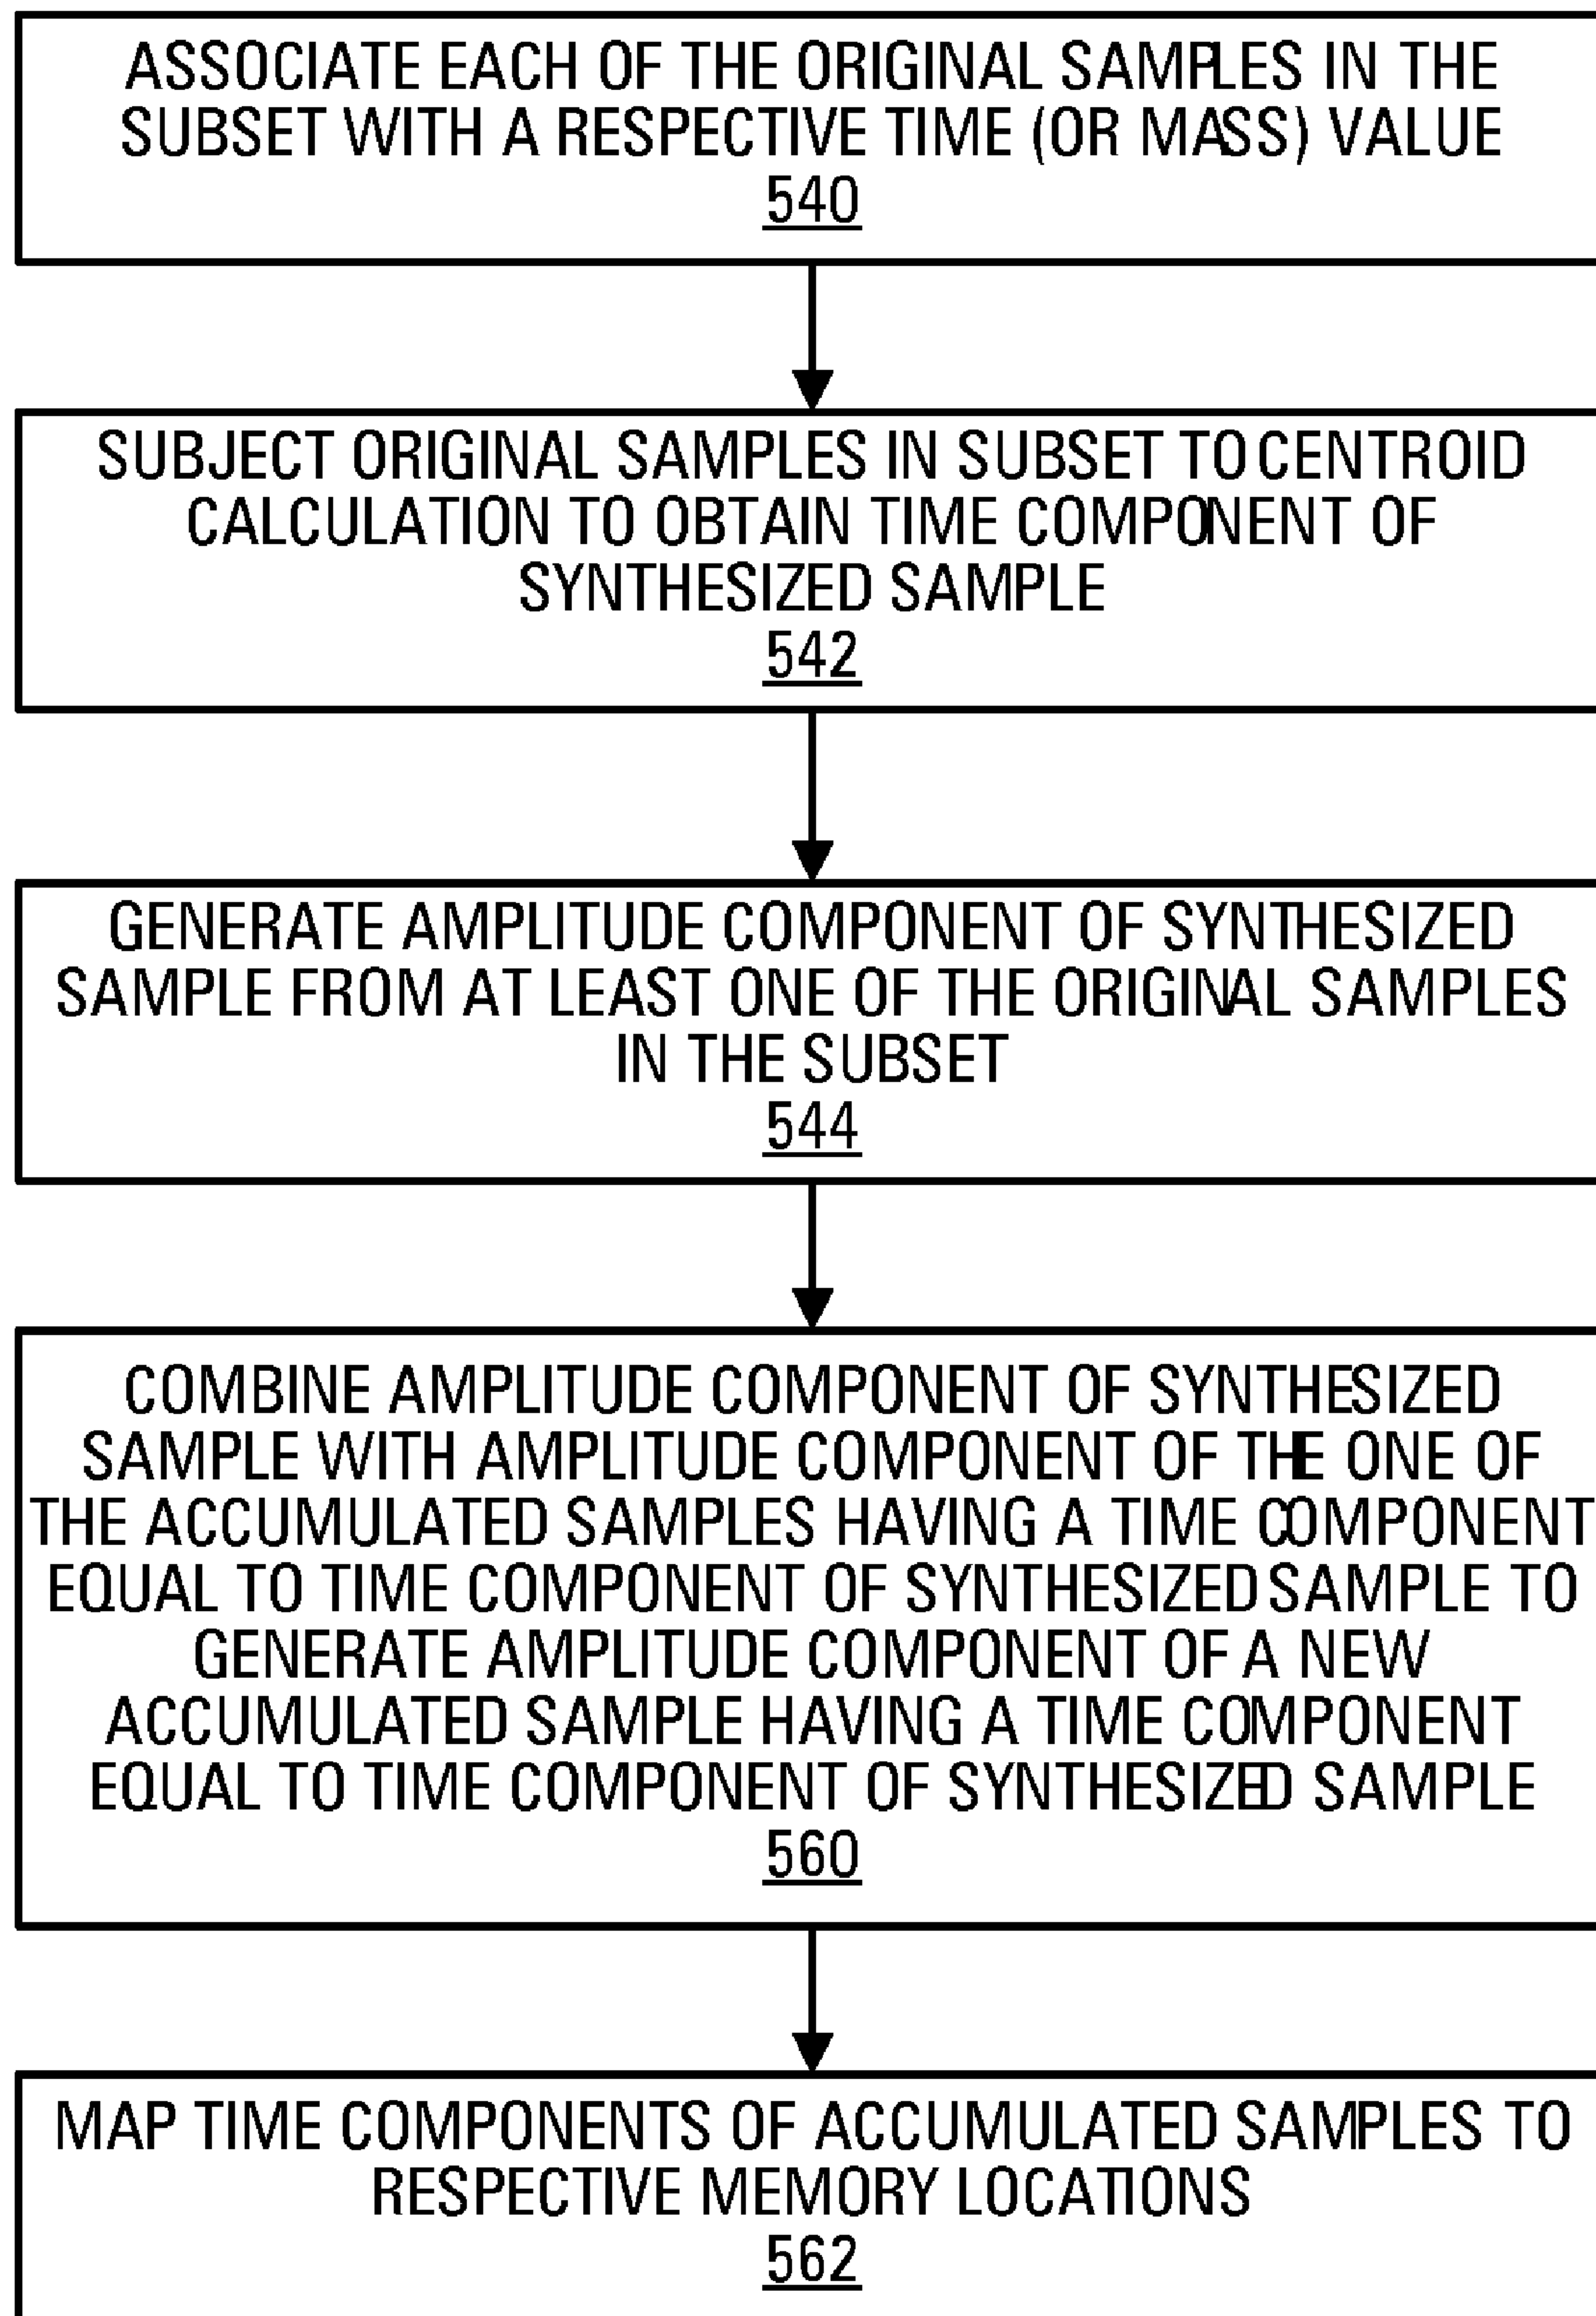 ASSOCIATE EACH OF THE ORIGINAL SAMPLES IN THE
SUBSET WITH A RESPECTIVE TIME (OR MASS) VALUE
540
SUBJECT ORIGINAL SAMPLES IN SUBSET TO CENTROID
CALCULATION TO OBTAIN TIME COMPONENT OF
SYNTHESIZED SAMPLE
542
GENERATE AMPLITUDE COMPONENT OF SYNTHESIZED
SAMPLE FROM AT LEAST ONE OF THE ORIGINAL SAMPLES
IN THE SUBSET
544
COMBINE AMPLITUDE COMPONENT OF SYNTHESIZED
SAMPLE WITH AMPLITUDE COMPONENT OF THE ONE OF
THE ACCUMULATED SAMPLES HAVING A TIME COMPONENT
EQUAL TO TIME COMPONENT OF SYNTHESIZED SAMPLE TO
GENERATE AMPLITUDE COMPONENT OF A NEW
ACCUMULATED SAMPLE HAVING A TIME COMPONENT
EQUAL TO TIME COMPONENT OF SYNTHESIZED SAMPLE
560
MAP TIME COMPONENTS OF ACCUMULATED SAMPLES TO
RESPECTIVE MEMORY LOCATIONS
562